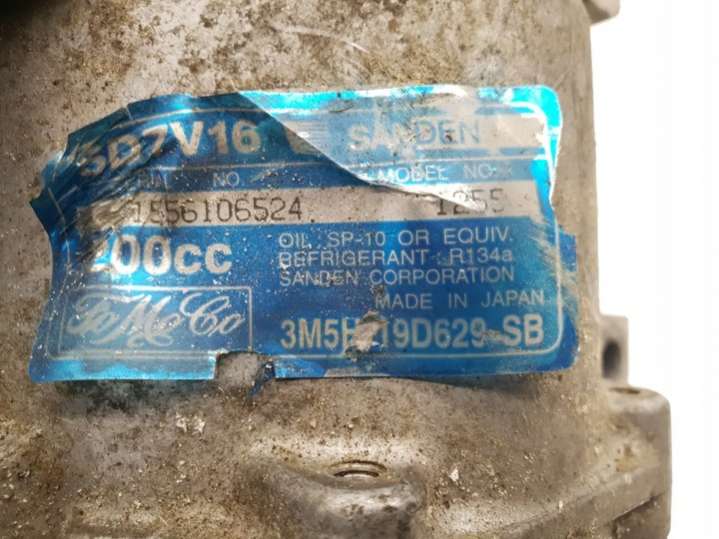 SD7V16 SANDEN
NO. MODEL NO.
1556106524 1255
OIL SP-10 OR EQUIV.
REFRIGERANT R134a
00cc SANDEN CORPORATION
MADE IN JAPAN
FoMoCo
19D629-SB